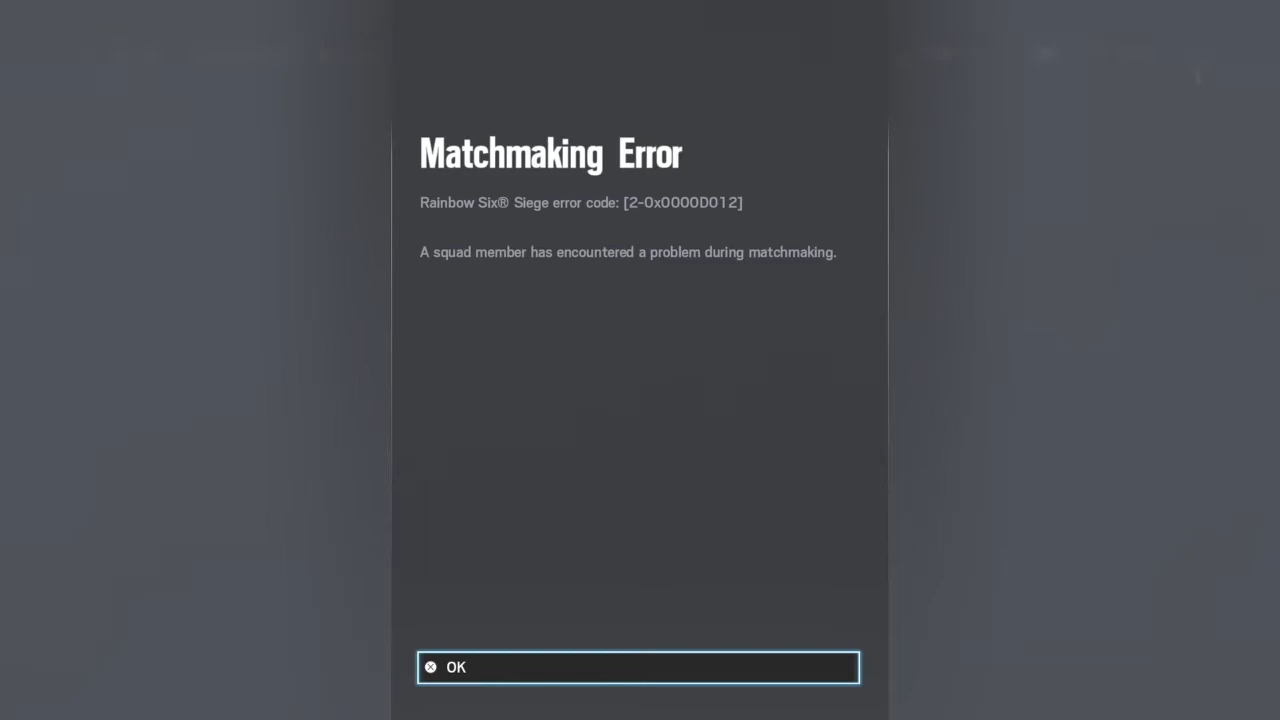 Matchmaking Error
Rainbow Six® Siege error code: [2-0x0000D012]
A squad member has encountered a problem during matchmaking.
OK